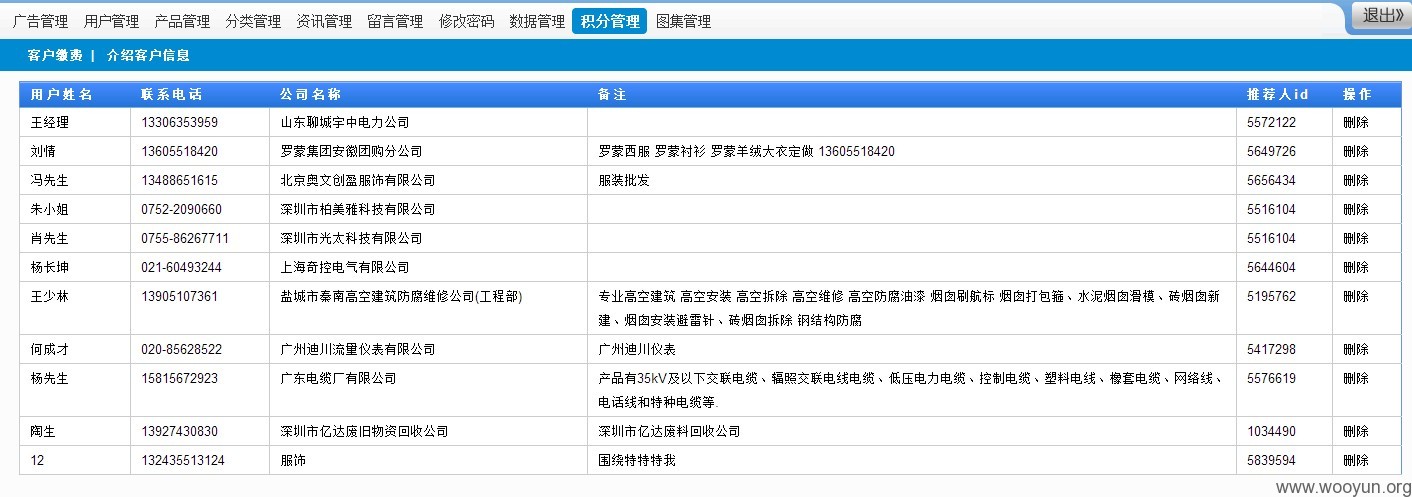 广告管理 用户管理 产品管理 分类管理 资讯管理 留言管理 修改密码 数据管理 积分管理 图集管理 退出》
客户缴费 | 介绍客户信息
用户姓名 联系电话 公司名称 备注 推荐人id 操作
王经理 13306353959 山东聊城宇中电力公司 5572122 删除
刘情 13605518420 罗蒙集团安徽团购分公司 罗蒙西服 罗蒙衬衫 罗蒙羊绒大衣定做 13605518420 5649726 删除
冯先生 13488651615 北京奥文创盈服饰有限公司 服装批发 5656434 删除
朱小姐 0752-2090660 深圳市柏美雅科技有限公司 5516104 删除
肖先生 0755-86267711 深圳市光太科技有限公司 5516104 删除
杨长坤 021-60493244 上海奇控电气有限公司 5644604 删除
王少林 13905107361 盐城市秦南高空建筑防腐维修公司(工程部) 专业高空建筑 高空安装 高空拆除 高空维修 高空防腐油漆 烟囱刷航标 烟囱打包箍、水泥烟囱滑模、砖烟囱新 5195762 删除
建、烟囱安装避雷针、砖烟囱拆除 钢结构防腐
何成才 020-85628522 广州迪川流量仪表有限公司 广州迪川仪表 5417298 删除
杨先生 15815672923 广东电缆厂有限公司 产品有35kV及以下交联电缆、辐照交联电线电缆、低压电力电缆、控制电缆、塑料电线、橡套电缆、网络线、 5576619 删除
电话线和特种电缆等.
陶生 13927430830 深圳市亿达废旧物资回收公司 深圳市亿达废料回收公司 1034490 删除
12 132435513124 服饰 围绕特特特我 5839594 删除
www.wooyun.org